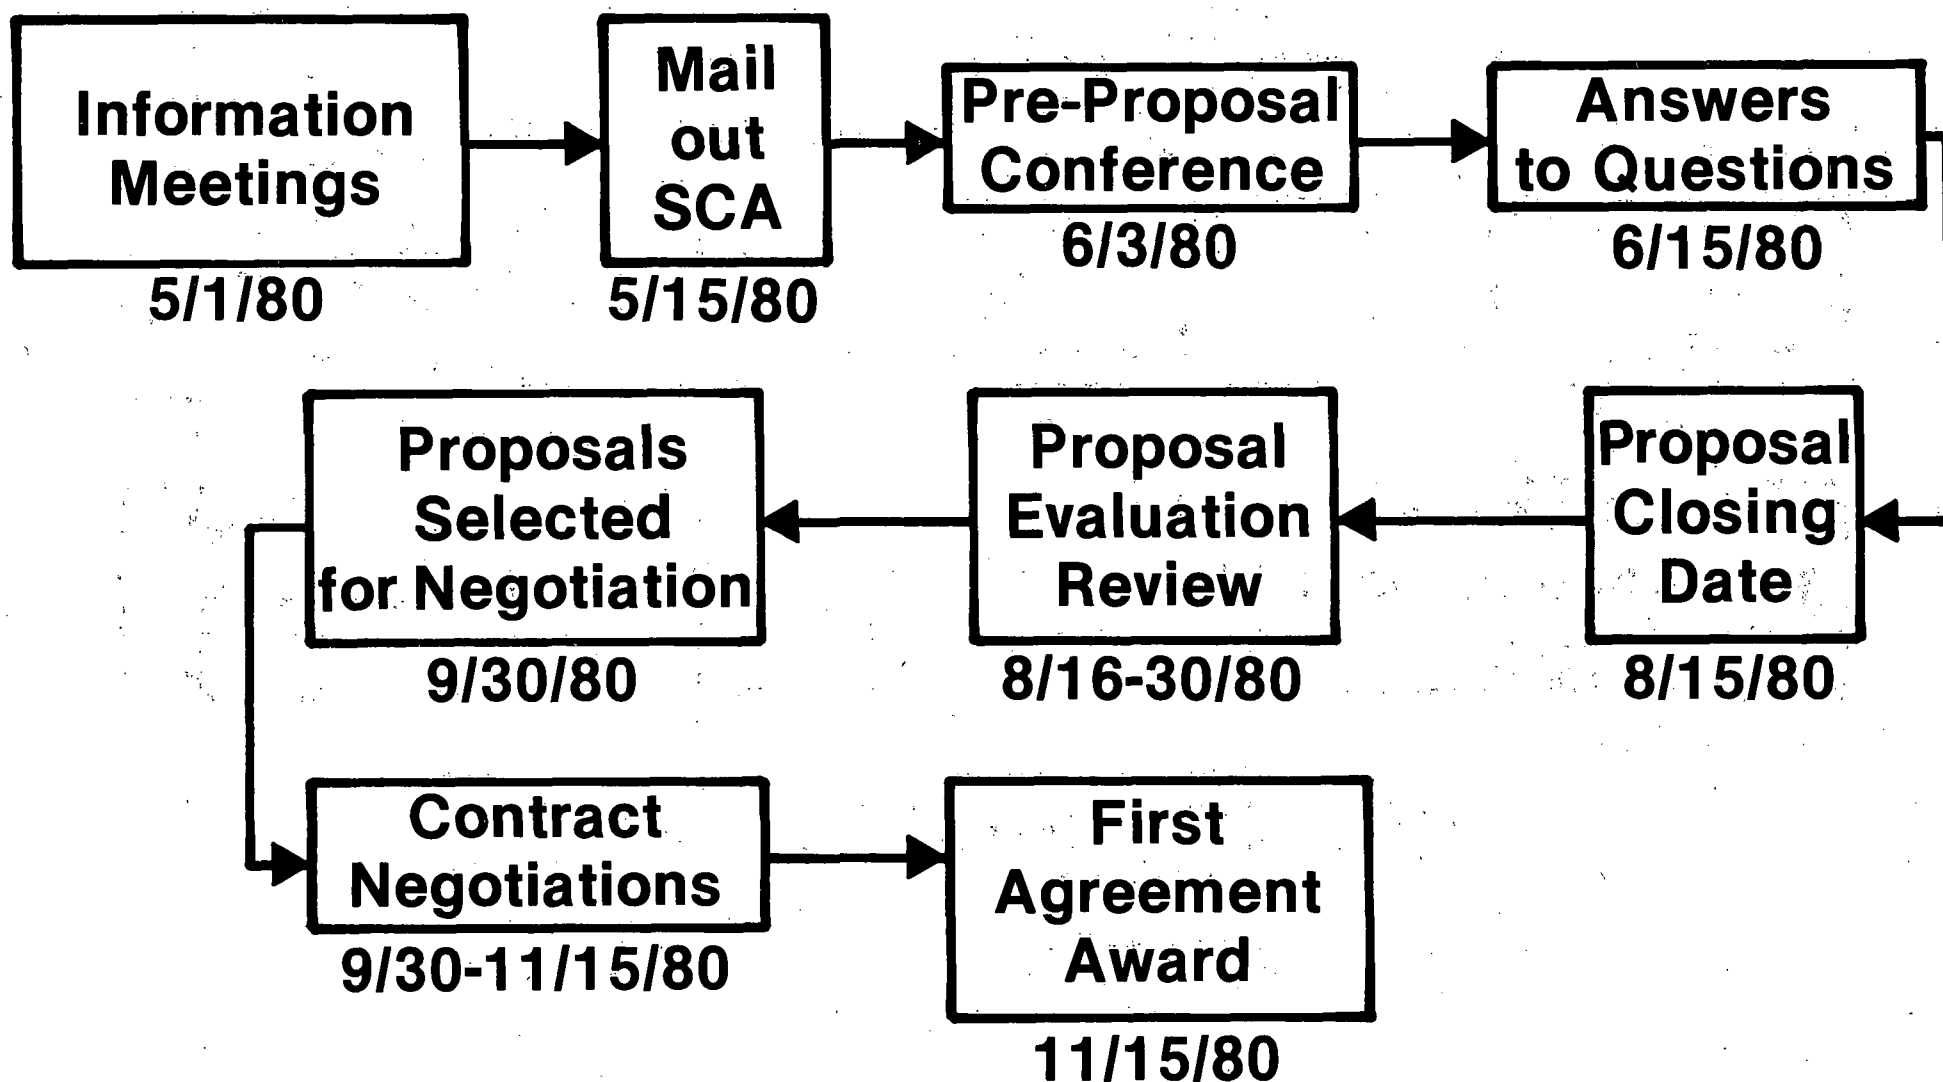 Information
Meetings
5/1/80
Mail
out
SCA
5/15/80
Pre-Proposal
Conference
6/3/80
Answers
to Questions
6/15/80
Proposal
Closing
Date
8/15/80
Proposal
Evaluation
Review
8/16-30/80
Proposals
Selected
for Negotiation
9/30/80
Contract
Negotiations
9/30-11/15/80
First
Agreement
Award
11/15/80